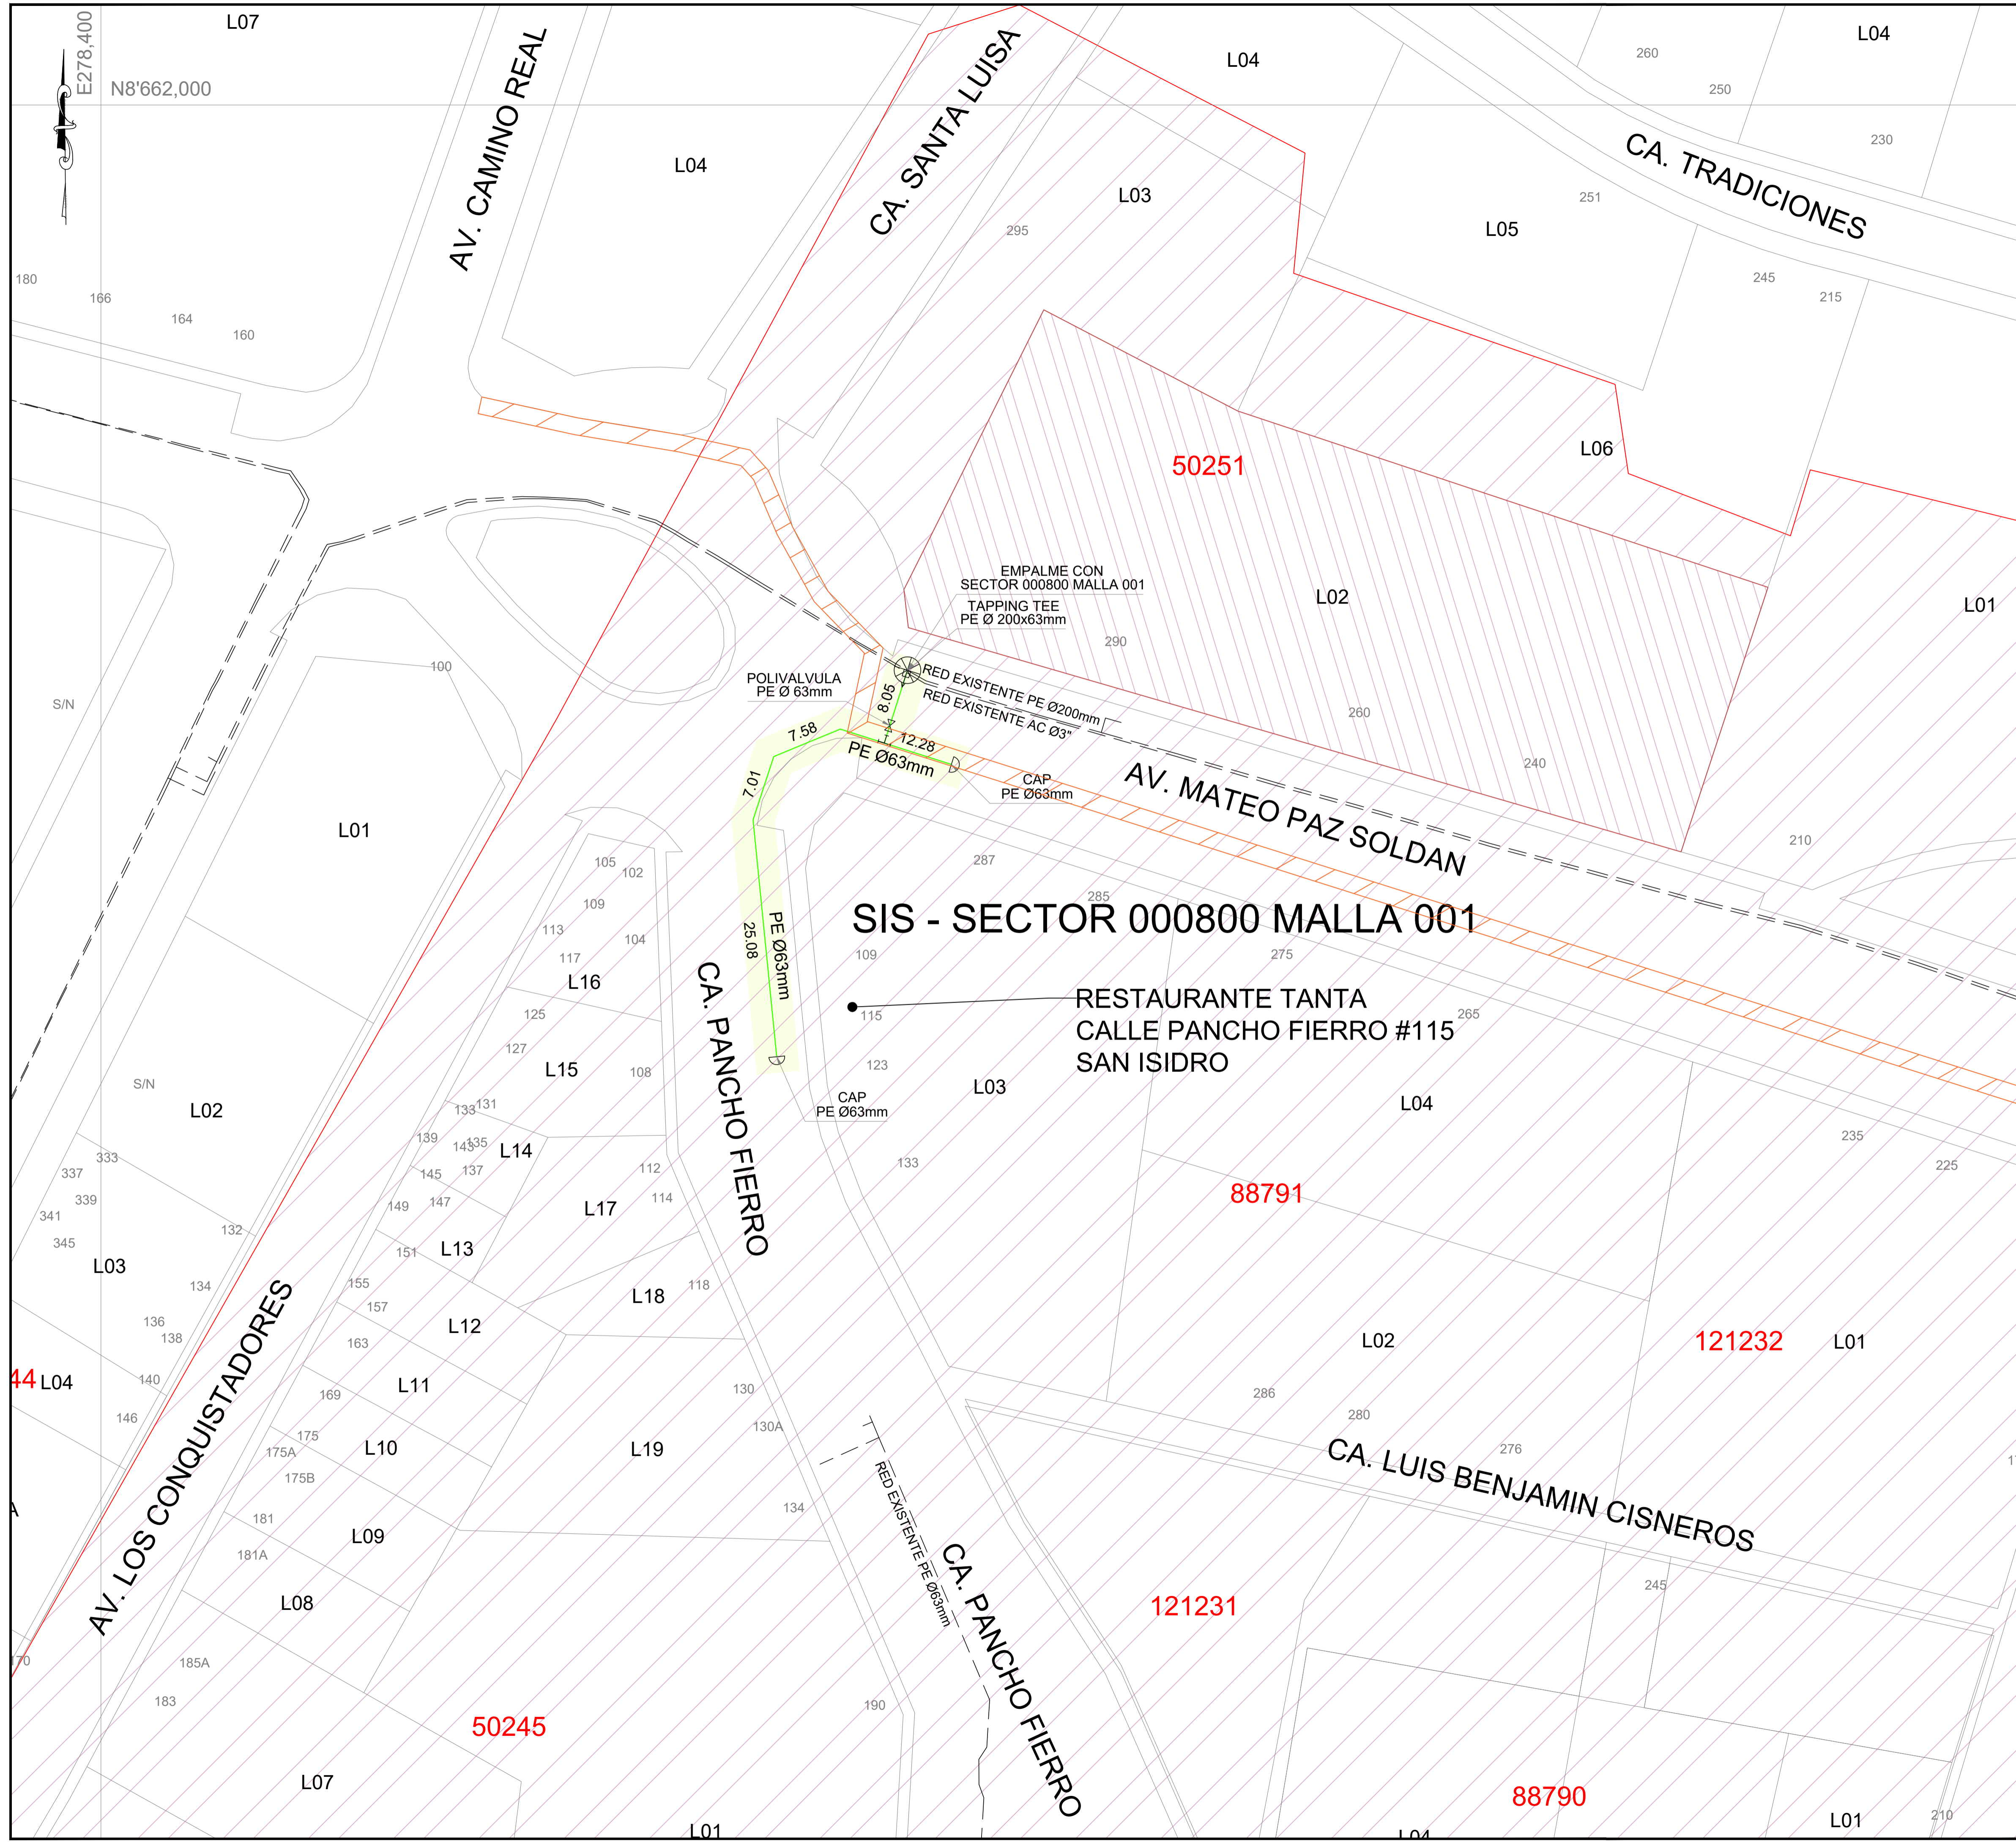 L07
E278,400
N8'662,000
AV. CAMINO REAL
L04
CA. SANTA LUISA
L04
L04
260
250
230
CA. TRADICIONES
L03
295
L05
251
245
215
180
166
164
160
50251
L06
L02
L01
EMPALME CON
SECTOR 000800 MALLA 001
TAPPING TEE
PE Ø 200x63mm
290
260
240
210
POLIVALVULA
PE Ø 63mm
RED EXISTENTE PE Ø200mm
RED EXISTENTE AC Ø3"
8.05
7.58
12.28
7.01
PE Ø63mm
CAP
PE Ø63mm
AV. MATEO PAZ SOLDAN
100
S/N
L01
105
102
109
113
104
117
L16
125
127
L15
108
25.08
PE Ø63mm
287
285
SIS - SECTOR 000800 MALLA 001
109
275
RESTAURANTE TANTA
CALLE PANCHO FIERRO #115
SAN ISIDRO
115
265
123
CA. PANCHO FIERRO
CAP
PE Ø63mm
L03
L04
235
225
S/N
L02
133
131
139
143
135
L14
137
145
147
149
112
114
133
88791
L17
L13
151
333
337
339
341
345
132
L03
134
155
157
118
L18
L12
163
136
138
L02
121232
L01
44
L04
140
146
L11
169
130
130A
286
280
276
AV. LOS CONQUISTADORES
175
175A
175B
L10
L19
CA. LUIS BENJAMIN CISNEROS
A
181
181A
L09
134
RED EXISTENTE PE Ø63mm
CA. PANCHO FIERRO
245
L08
121231
170
185A
183
190
50245
88790
L07
L01
L04
L01
210